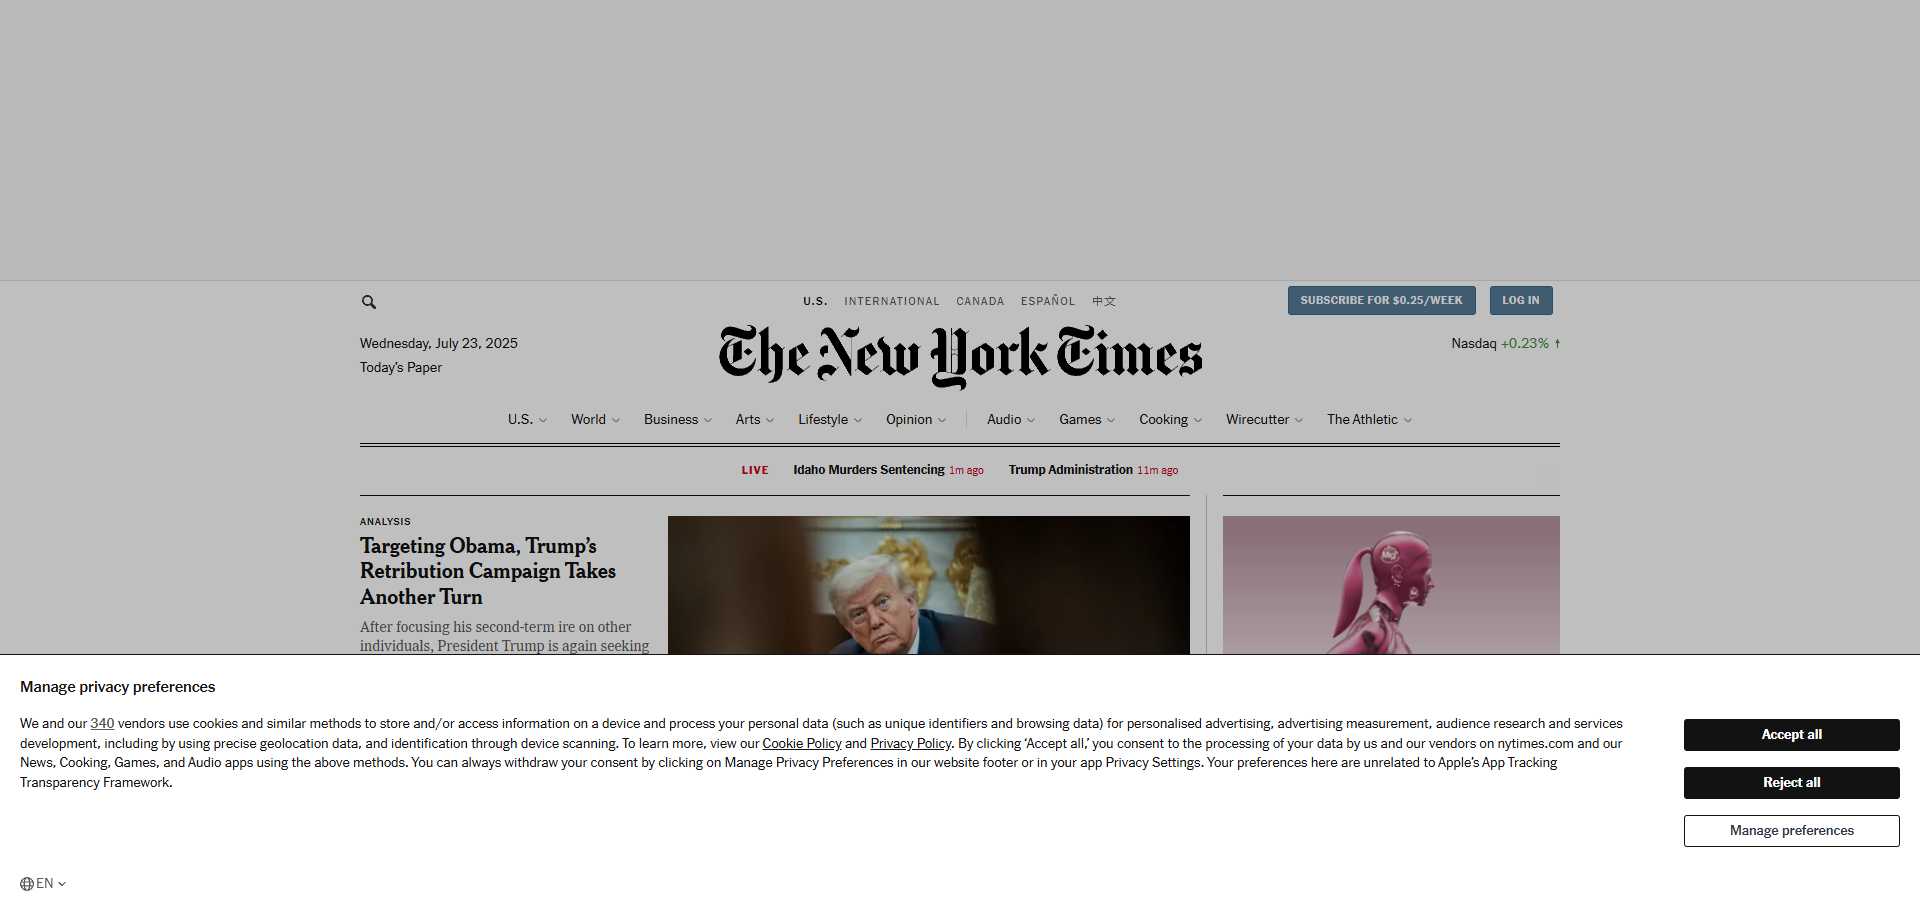 U.S. INTERNATIONAL CANADA ESPAÑOL 中文
SUBSCRIBE FOR $0.25/WEEK LOG IN
Wednesday, July 23, 2025
Today's Paper
The New York Times
Nasdaq +0.23% ↑
U.S. World Business Arts Lifestyle Opinion Audio Games Cooking Wirecutter The Athletic
LIVE Idaho Murders Sentencing 1m ago Trump Administration 11m ago
ANALYSIS
Targeting Obama, Trump's
Retribution Campaign Takes
Another Turn
After focusing his second-term ire on other
individuals, President Trump is again seeking
Manage privacy preferences
We and our 340 vendors use cookies and similar methods to store and/or access information on a device and process your personal data (such as unique identifiers and browsing data) for personalised advertising, advertising measurement, audience research and services
development, including by using precise geolocation data, and identification through device scanning. To learn more, view our Cookie Policy and Privacy Policy. By clicking 'Accept all,' you consent to the processing of your data by us and our vendors on nytimes.com and our
News, Cooking, Games, and Audio apps using the above methods. You can always withdraw your consent by clicking on Manage Privacy Preferences in our website footer or in your app Privacy Settings. Your preferences here are unrelated to Apple's App Tracking
Transparency Framework.
Accept all
Reject all
Manage preferences
EN